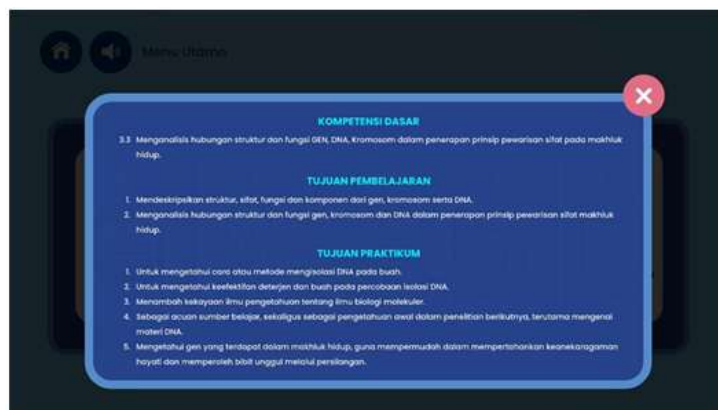 Menu Utama
KOMPETENSI DASAR
3.3 Menganalisis hubungan struktur dan fungsi GEN, DNA, Kromosom dalam penerapan prinsip pewarisan sifat pada makhluk
hidup.
TUJUAN PEMBELAJARAN
1. Mendeskripsikan struktur, sifat, fungsi dan komponen dari gen, kromosom serta DNA.
2. Menganalisis hubungan struktur dan fungsi gen, kromosom dan DNA dalam penerapan prinsip pewarisan sifat makhluk
hidup.
TUJUAN PRAKTIKUM
1. Untuk mengetahui cara atau metode mengisolasi DNA pada buah.
2. Untuk mengetahui keefektifan deterjen dan buah pada percobaan isolasi DNA.
3. Menambah kekayaan ilmu pengetahuan tentang ilmu biologi molekuler.
4. Sebagai acuan sumber belajar, sekaligus sebagai pengetahuan awal dalam penelitian berikutnya, terutama mengenai
materi DNA.
5. Mengetahui gen yang terdapat dalam makhluk hidup, guna mempermudah dalam mempertahankan keanekaragaman
hayati dan memperoleh bibit unggul melalui persilangan.